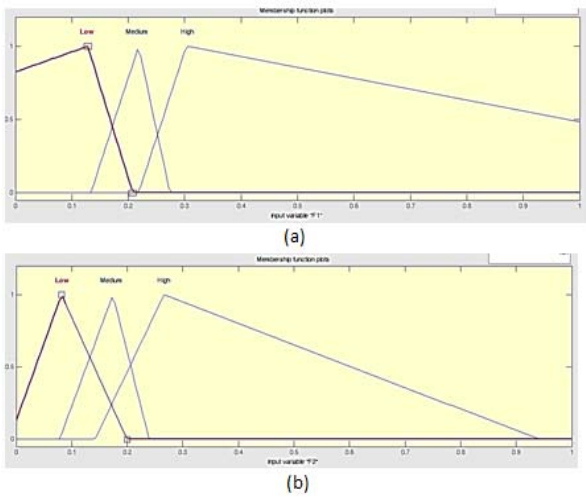 Membership function plots
Low Medium High
1
0.5
0
0 0.1 0.2 0.3 0.4 0.5 0.6 0.7 0.8 0.9 1
input variable "F1"
(a)
Membership function plots
Low Medium High
1
0.5
0
0 0.1 0.2 0.3 0.4 0.5 0.6 0.7 0.8 0.9 1
input variable "F2"
(b)